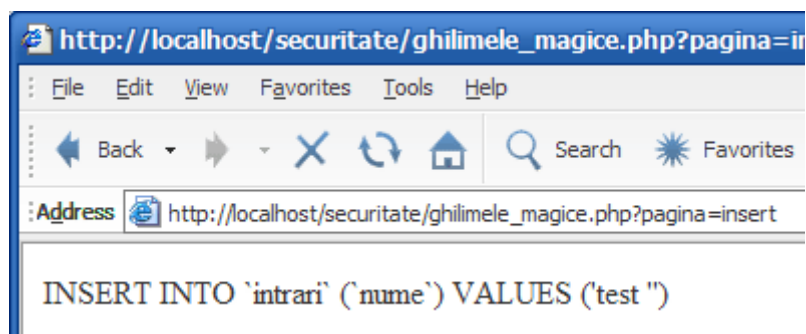 http://localhost/securitate/ghilimele_magice.php?pagina=in
File Edit View Favorites Tools Help
Back Search Favorites
Address http://localhost/securitate/ghilimele_magice.php?pagina=insert
INSERT INTO `intrari` (`nume`) VALUES ('test '')